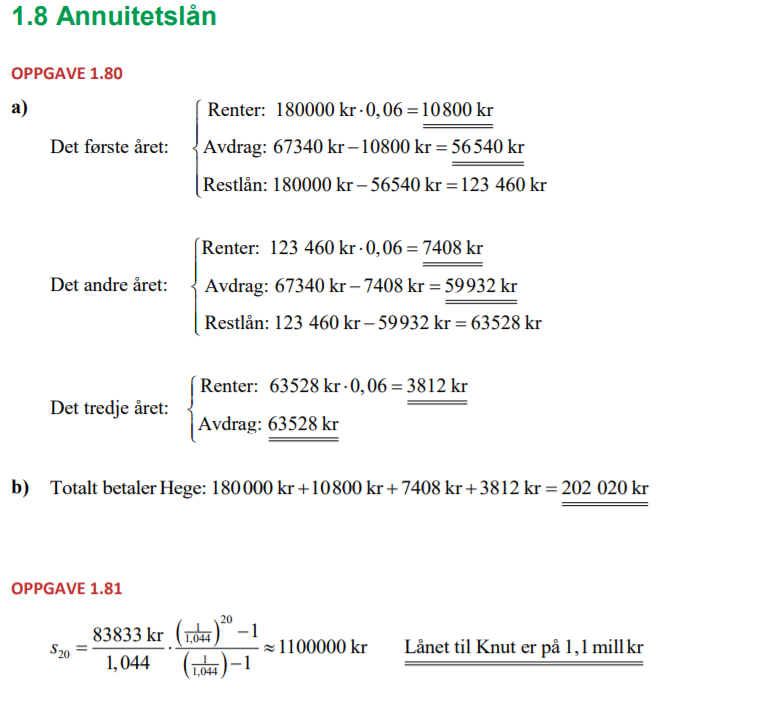 1.8 Annuitetslån
OPPGAVE 1.80
a)
Det første året:
Renter: 180000 kr·0,06 = 10800 kr
Avdrag: 67340 kr – 10800 kr = 56540 kr
Restlån: 180000 kr – 56540 kr = 123 460 kr
Det andre året:
Renter: 123 460 kr·0,06 = 7408 kr
Avdrag: 67340 kr – 7408 kr = 59932 kr
Restlån: 123 460 kr – 59932 kr = 63528 kr
Det tredje året:
Renter: 63528 kr·0,06 = 3812 kr
Avdrag: 63528 kr
b) Totalt betaler Hege: 180000 kr + 10800 kr + 7408 kr + 3812 kr = 202 020 kr
OPPGAVE 1.81
s₂₀ = 83833 kr / 1,044 · ((1/1,044)²⁰ – 1) / ((1/1,044) – 1) ≈ 1100000 kr Lånet til Knut er på 1,1 mill kr